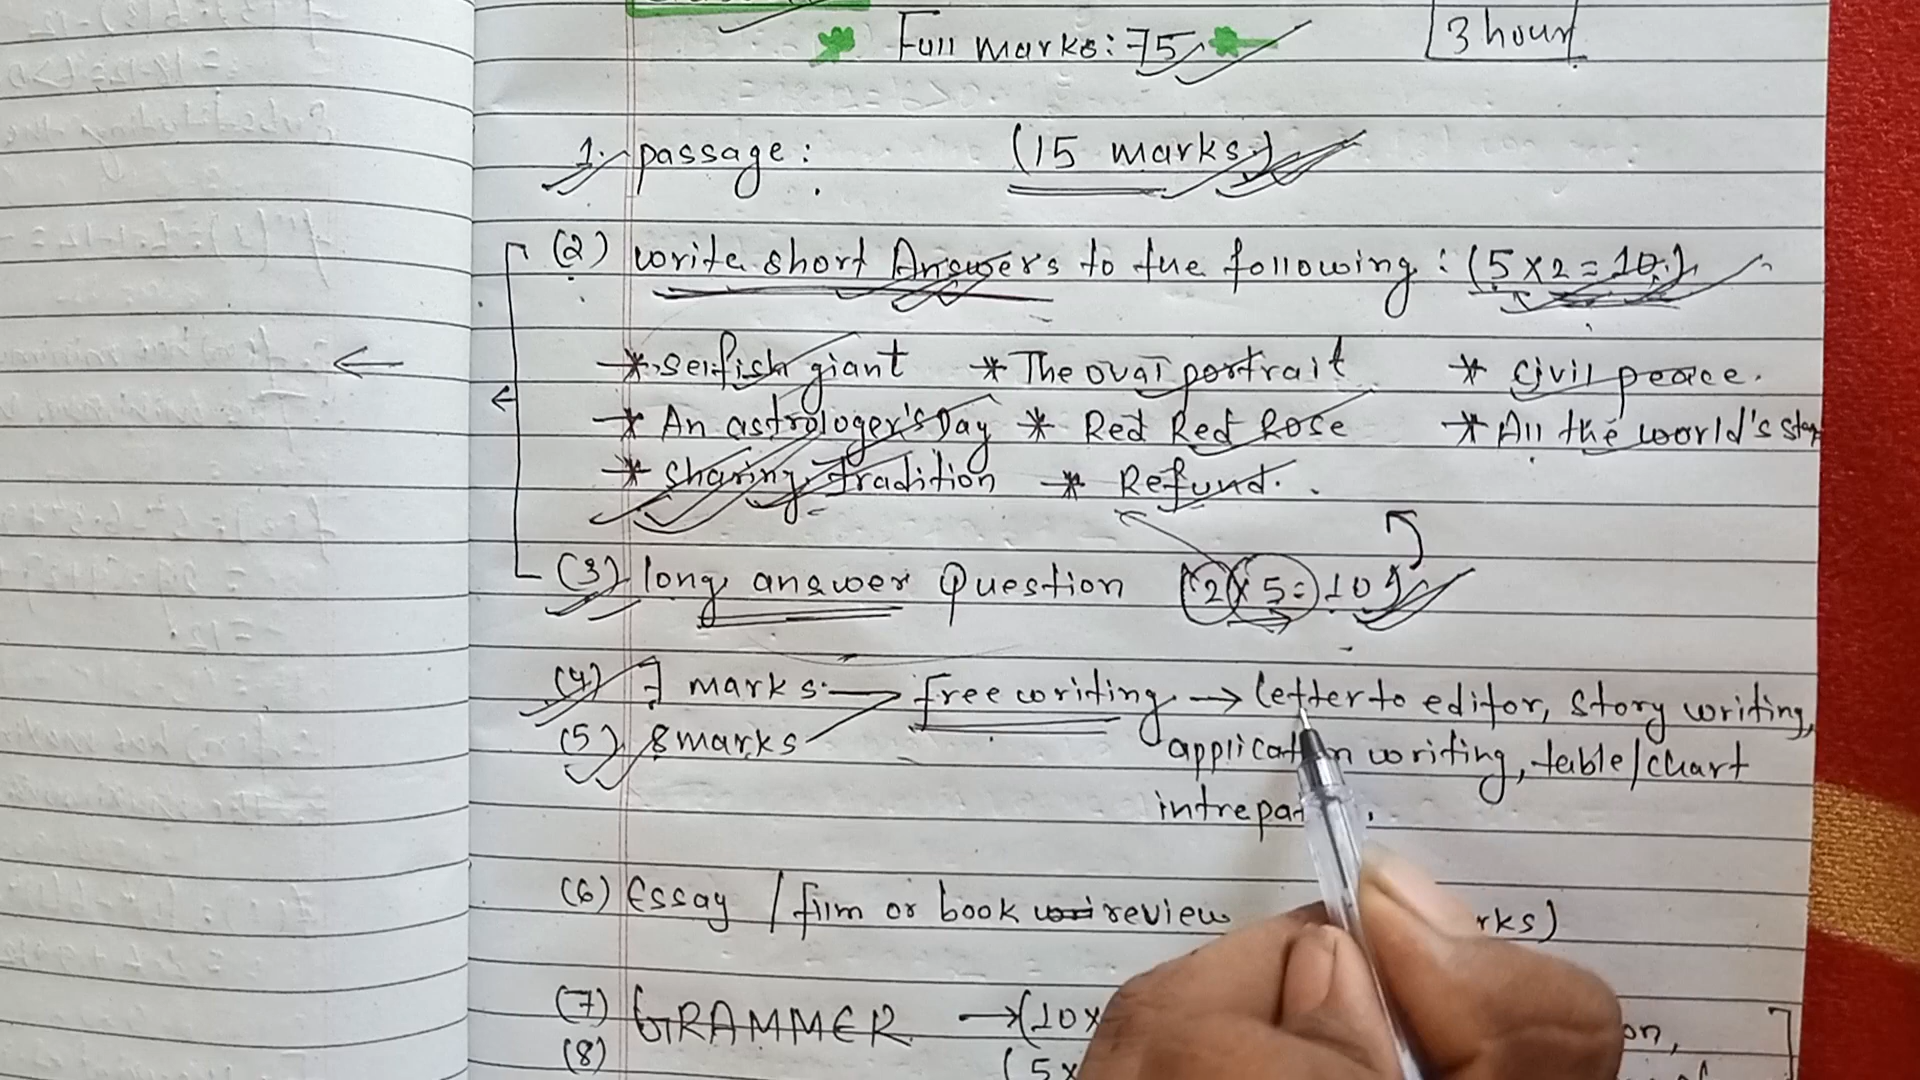 Full marks: 75
3 hour
1. passage: (15 marks)
(2) write short Answers to the following: (5×2=10)
* selfish giant * The oval portrait * civil peace.
* An astrologer's Day * Red Red Rose * All the world's
* sharing tradition * Refund.
(3) long answer Question (2×5=10)
(4) 7 marks → free writing → letter to editor, story writing,
(5) 8 marks application writing, table/chart
(6) Essay / film or book review rks)
(7) GRAMMER → (10×
on,
(8) (5×